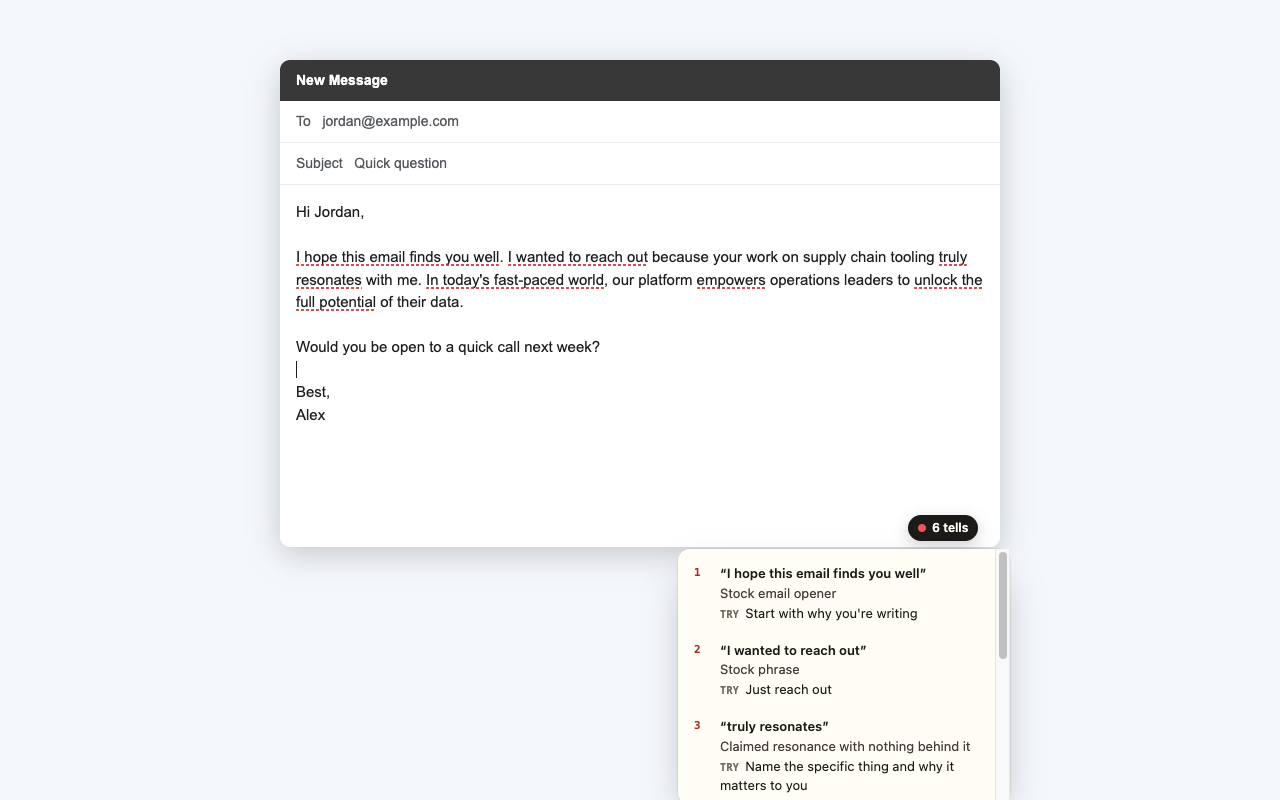 New Message
To jordan@example.com
Subject Quick question
Hi Jordan,
I hope this email finds you well. I wanted to reach out because your work on supply chain tooling truly
resonates with me. In today's fast-paced world, our platform empowers operations leaders to unlock the
full potential of their data.
Would you be open to a quick call next week?
Best,
Alex
6 tells
1 “I hope this email finds you well”
Stock email opener
TRY Start with why you're writing
2 “I wanted to reach out”
Stock phrase
TRY Just reach out
3 “truly resonates”
Claimed resonance with nothing behind it
TRY Name the specific thing and why it
matters to you